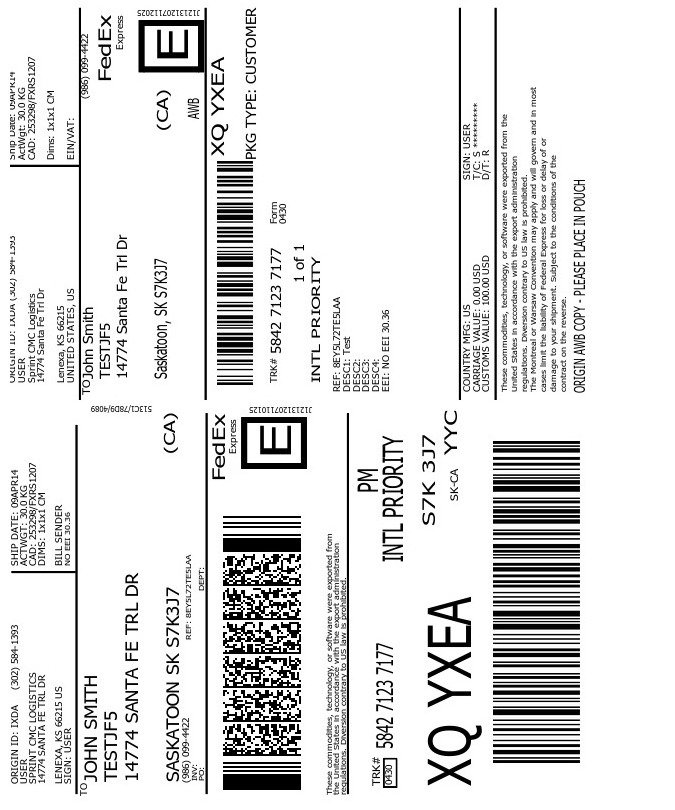 ORIGIN ID: IXDA (302) 584-1393
USER
SPRINT CMC LOGISTICS
14774 SANTA FE TRL DR
LENEXA, KS 66215 US
SIGN: USER
SHIP DATE: 09APR14
ACTWGT: 30.0 KG
CAD: 253298/FXRS1207
DIMS: 1x1x1 CM
BILL SENDER
NO EEI 30.36
TO
JOHN SMITH
TESTJF5
14774 SANTA FE TRL DR
SASKATOON SK S7K3J7
(CA)
(986) 099-4422
REF: 8EYSL72TE5LAA
INV:
PO:
DEPT:
513C1/78D9/4089
FedEx
Express
E
J121312071 10125
These commodities, technology, or software were exported from
the United States in accordance with the export administration
regulations. Diversion contrary to US law is prohibited.
TRK#
0430
5842 7123 7177
PM
INTL PRIORITY
XQ YXEA
S7K 3J7
SK-CA
YYC
ORIGIN ID: IXDA (302) 584-1393
USER
Sprint CMC Logistics
14774 Santa Fe Trl Dr
Lenexa, KS 66215
UNITED STATES, US
Ship Date: 09APR14
ActWgt: 30.0 KG
CAD: 253298/FXRS1207
Dims: 1x1x1 CM
EIN/VAT:
TO
John Smith
(986) 099-4422
TESTJF5
14774 Santa Fe Trl Dr
Saskatoon, SK S7K3J7
(CA)
FedEx
Express
E
J121312071 12025
AWB
XQ YXEA
PKG TYPE: CUSTOMER
TRK# 5842 7123 7177
Form
0430
1 of 1
INTL PRIORITY
REF: 8EYSL72TE5LAA
DESC1: Test
DESC2:
DESC3:
DESC4:
EEI: NO EEI 30.36
COUNTRY MFG: US
CARRIAGE VALUE: 0.00 USD
CUSTOMS VALUE: 100.00 USD
SIGN: USER
T/C: S *********
D/T: R
These commodities, technology, or software were exported from the
United States in accordance with the export administration
regulations. Diversion contrary to US law is prohibited.
The Montreal or Warsaw Convention may apply and will govern and in most
cases limit the liability of Federal Express for loss or delay of or
damage to your shipment. Subject to the conditions of the
contract on the reverse.
ORIGIN AWB COPY - PLEASE PLACE IN POUCH